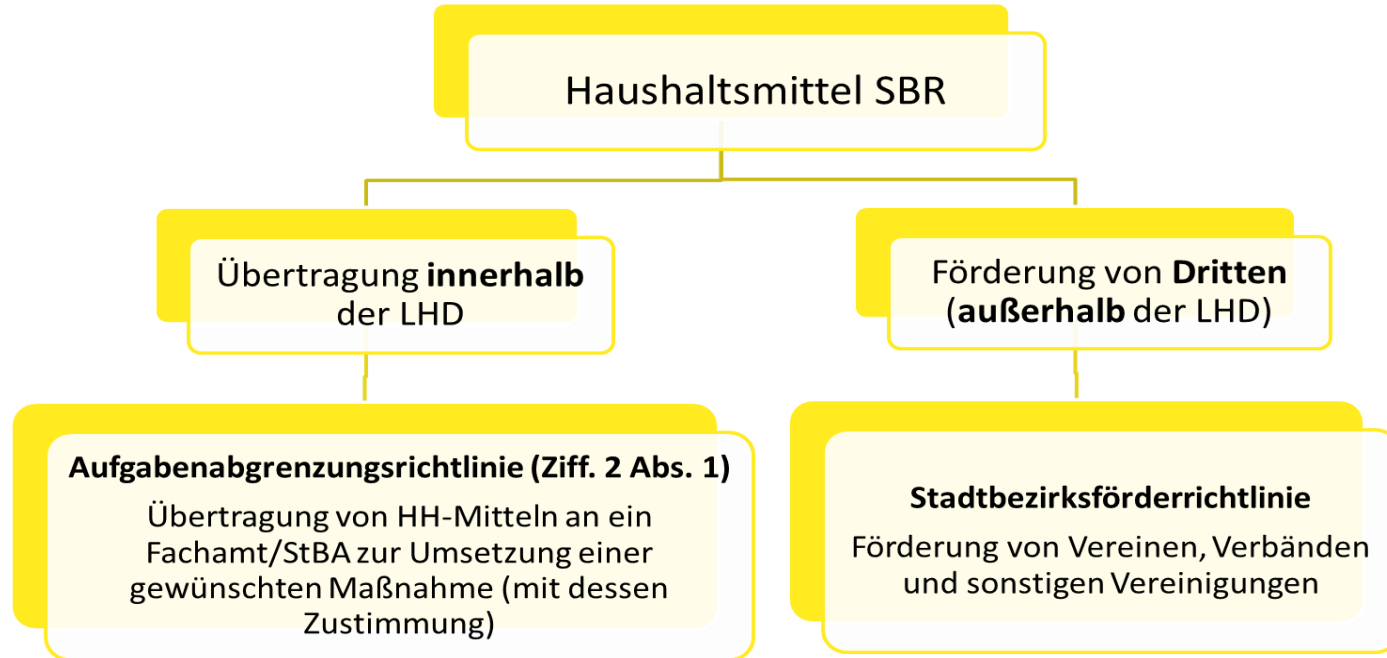 Haushaltsmittel SBR
Übertragung innerhalb
der LHD
Förderung von Dritten
(außerhalb der LHD)
Aufgabenabgrenzungsrichtlinie (Ziff. 2 Abs. 1)
Übertragung von HH-Mitteln an ein
Fachamt/StBA zur Umsetzung einer
gewünschten Maßnahme (mit dessen
Zustimmung)
Stadtbezirksförderrichtlinie
Förderung von Vereinen, Verbänden
und sonstigen Vereinigungen